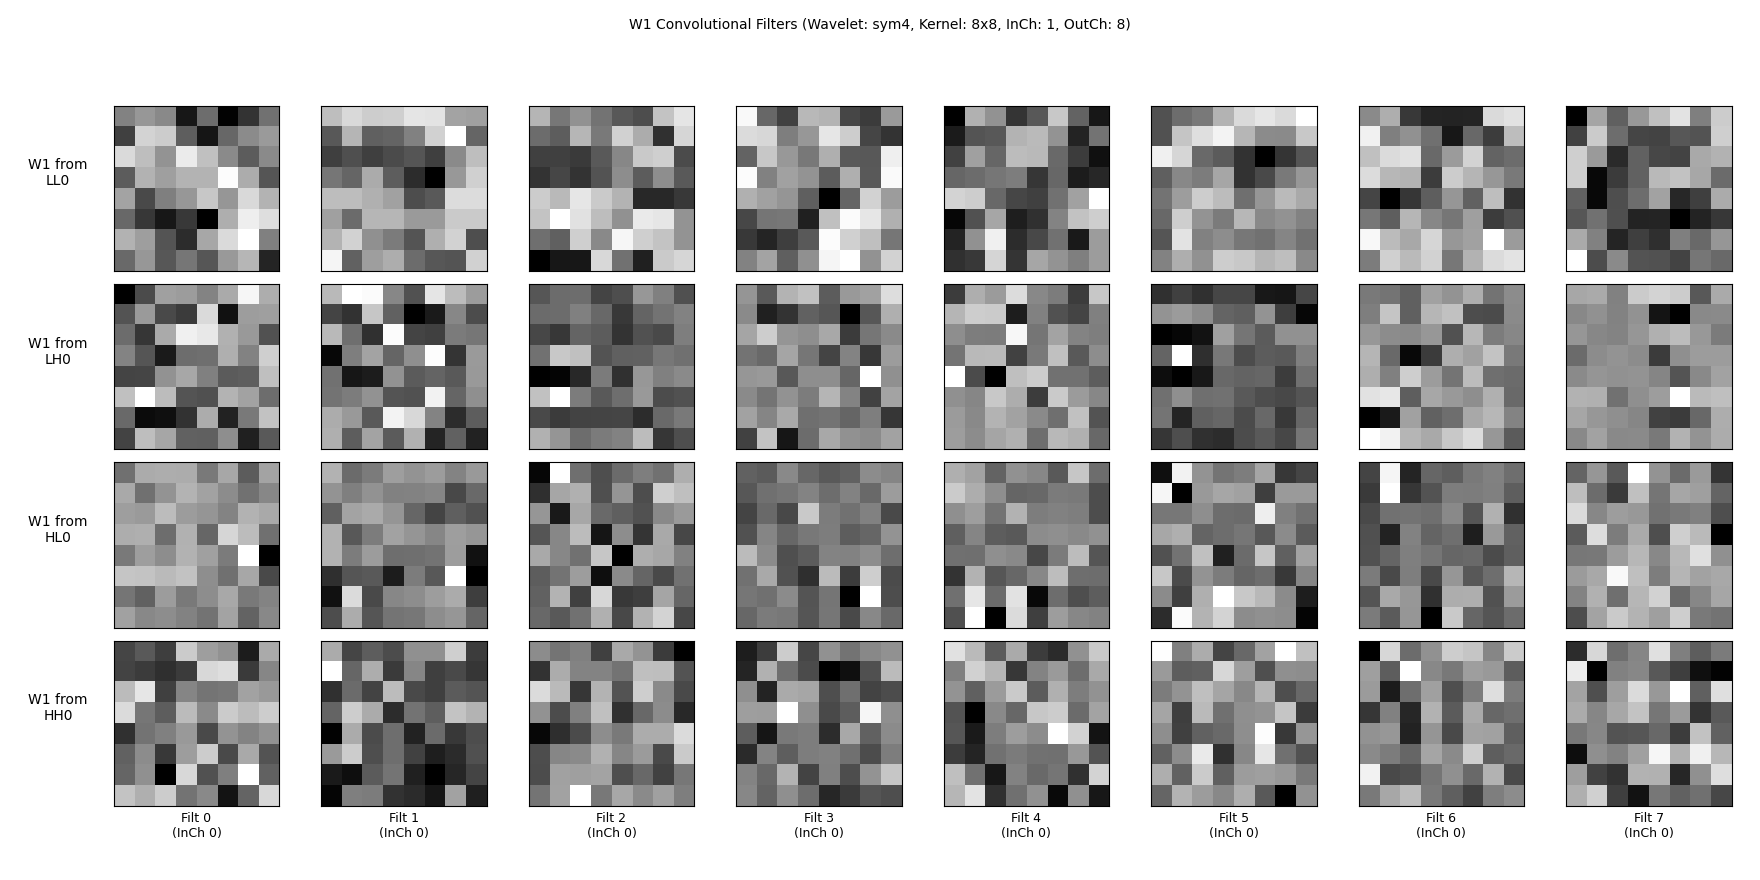 W1 Convolutional Filters (Wavelet: sym4, Kernel: 8x8, InCh: 1, OutCh: 8)
W1 from
LL0
W1 from
LH0
W1 from
HL0
W1 from
HH0
Filt 0
(InCh 0)
Filt 1
(InCh 0)
Filt 2
(InCh 0)
Filt 3
(InCh 0)
Filt 4
(InCh 0)
Filt 5
(InCh 0)
Filt 6
(InCh 0)
Filt 7
(InCh 0)